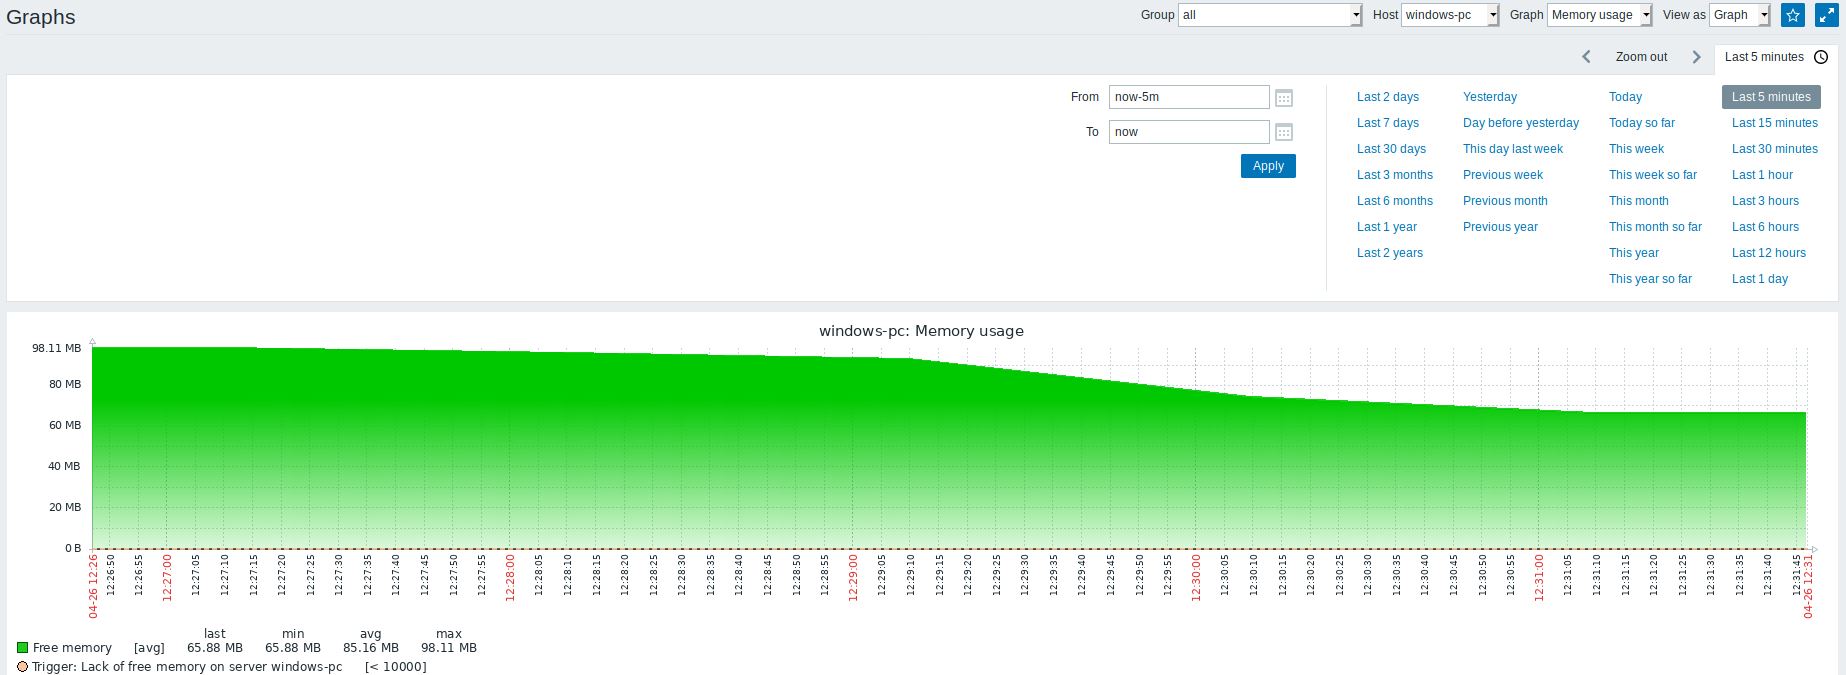 Graphs Group all Host windows-pc Graph Memory usage View as Graph
Zoom out Last 5 minutes
From now-5m Last 2 days Yesterday Today Last 5 minutes
Last 7 days Day before yesterday Today so far Last 15 minutes
To now
Last 30 days This day last week This week Last 30 minutes
Apply
Last 3 months Previous week This week so far Last 1 hour
Last 6 months Previous month This month Last 3 hours
Last 1 year Previous year This month so far Last 6 hours
Last 2 years This year Last 12 hours
This year so far Last 1 day
windows-pc: Memory usage
98.11 MB
80 MB
60 MB
40 MB
20 MB
0 B
04-26 12:26 12:26:50 12:26:55 12:27:00 12:27:05 12:27:10 12:27:15 12:27:20 12:27:25 12:27:30 12:27:35 12:27:40 12:27:45 12:27:50 12:27:55 12:28:00 12:28:05 12:28:10 12:28:15 12:28:20 12:28:25 12:28:30 12:28:35 12:28:40 12:28:45 12:28:50 12:28:55 12:29:00 12:29:05 12:29:10 12:29:15 12:29:20 12:29:25 12:29:30 12:29:35 12:29:40 12:29:45 12:29:50 12:29:55 12:30:00 12:30:05 12:30:10 12:30:15 12:30:20 12:30:25 12:30:30 12:30:35 12:30:40 12:30:45 12:30:50 12:30:55 12:31:00 12:31:05 12:31:10 12:31:15 12:31:20 12:31:25 12:31:30 12:31:35 12:31:40 12:31:45 04-26 12:31
last min avg max
Free memory [avg] 65.88 MB 65.88 MB 85.16 MB 98.11 MB
Trigger: Lack of free memory on server windows-pc [< 10000]